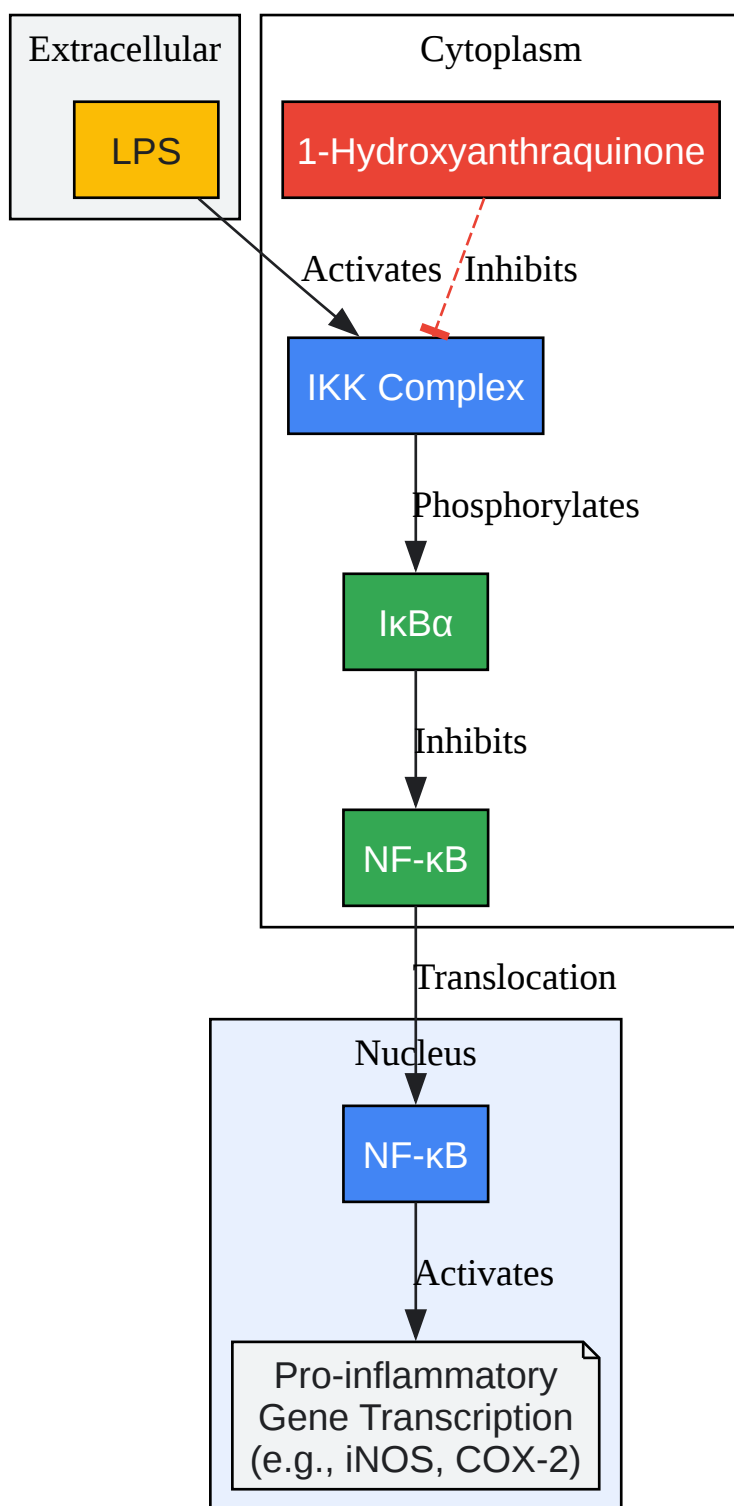 Extracellular
Cytoplasm
LPS
1-Hydroxyanthraquinone
Activates
Inhibits
IKK Complex
Phosphorylates
IκBα
Inhibits
NF-κB
Translocation
Nucleus
NF-κB
Activates
Pro-inflammatory
Gene Transcription
(e.g., iNOS, COX-2)